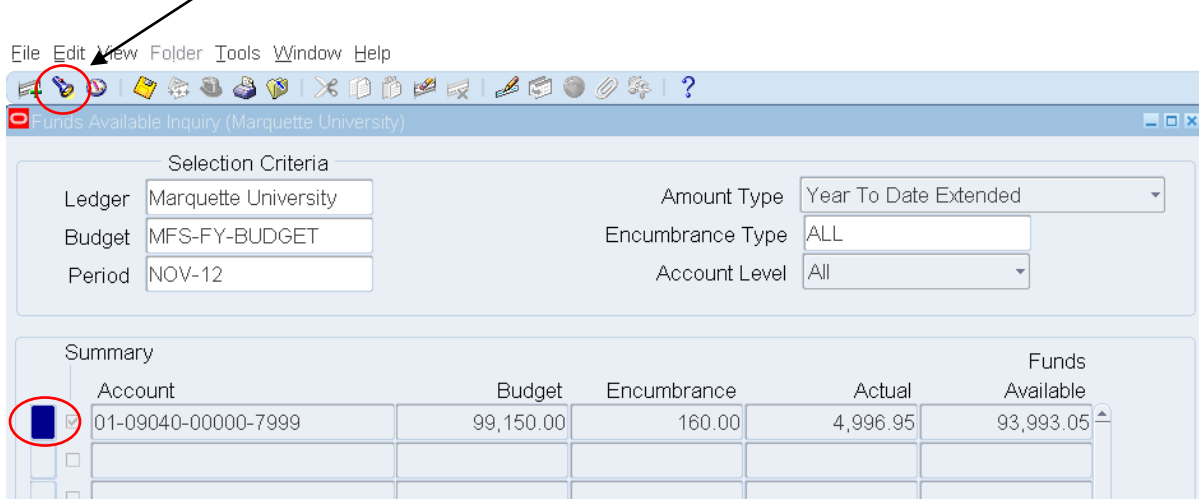 File Edit View Folder Tools Window Help
Funds Available Inquiry (Marquette University)
Selection Criteria
Ledger Marquette University Amount Type Year To Date Extended
Budget MFS-FY-BUDGET Encumbrance Type ALL
Period NOV-12 Account Level All
Summary Funds
Account Budget Encumbrance Actual Available
01-09040-00000-7999 99,150.00 160.00 4,996.95 93,993.05